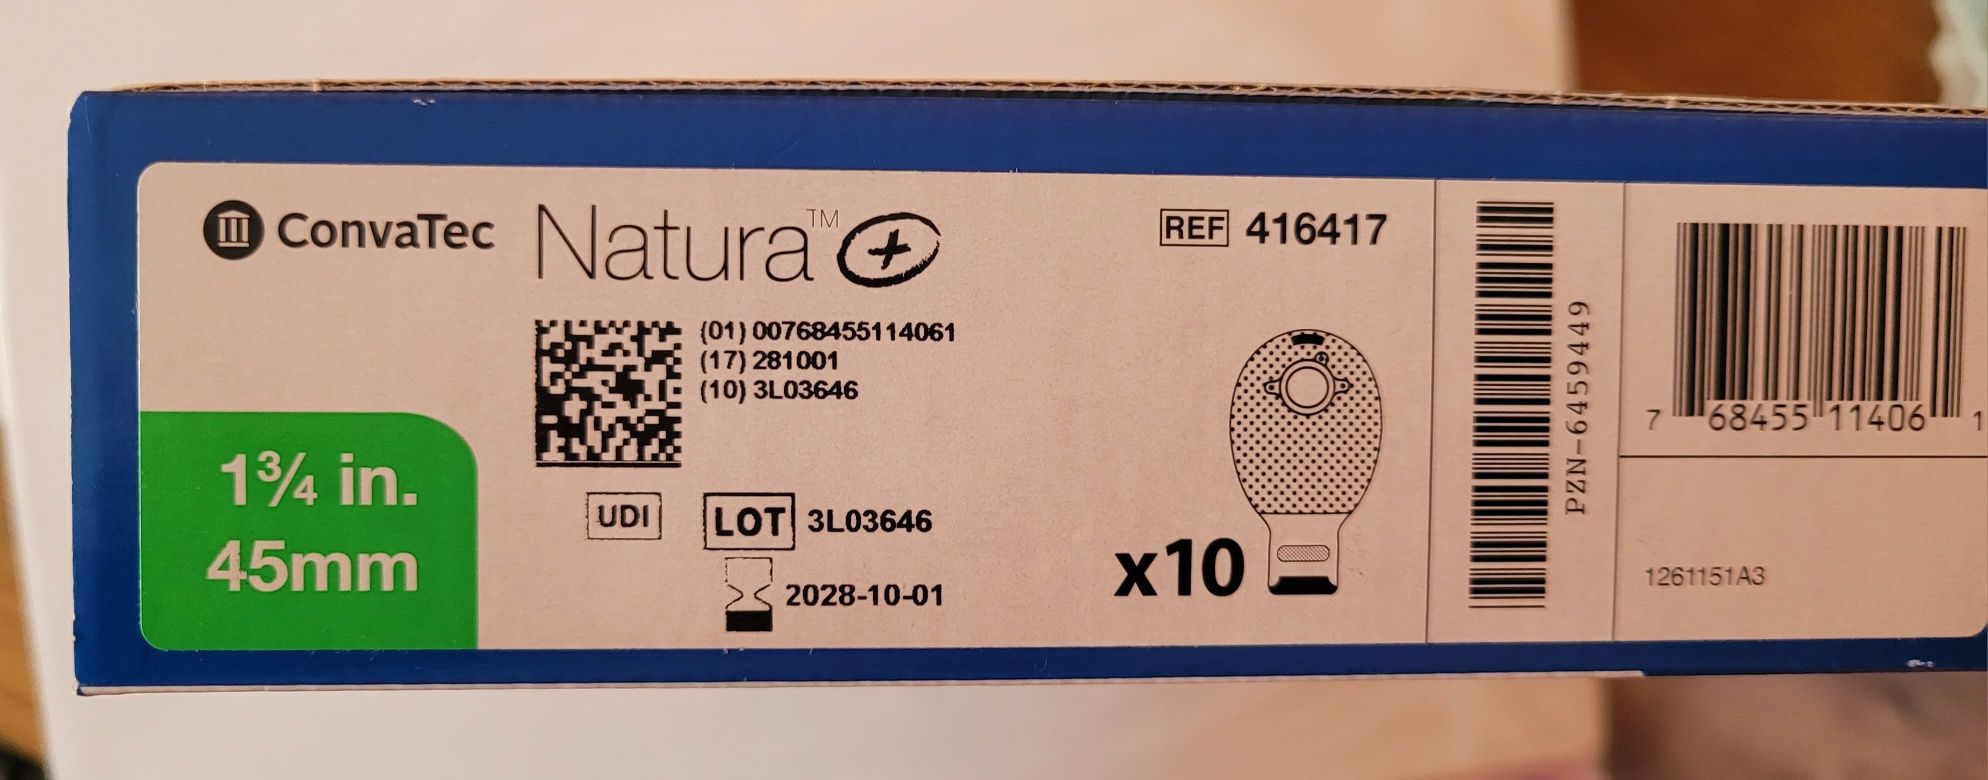 ConvaTec Natura™ +
REF 416417
(01) 00768455114061
(17) 281001
(10) 3L03646
1¾ in.
45mm
UDI
LOT 3L03646
2028-10-01
x10
PZN-6459449
7 68455 11406 1
1261151A3